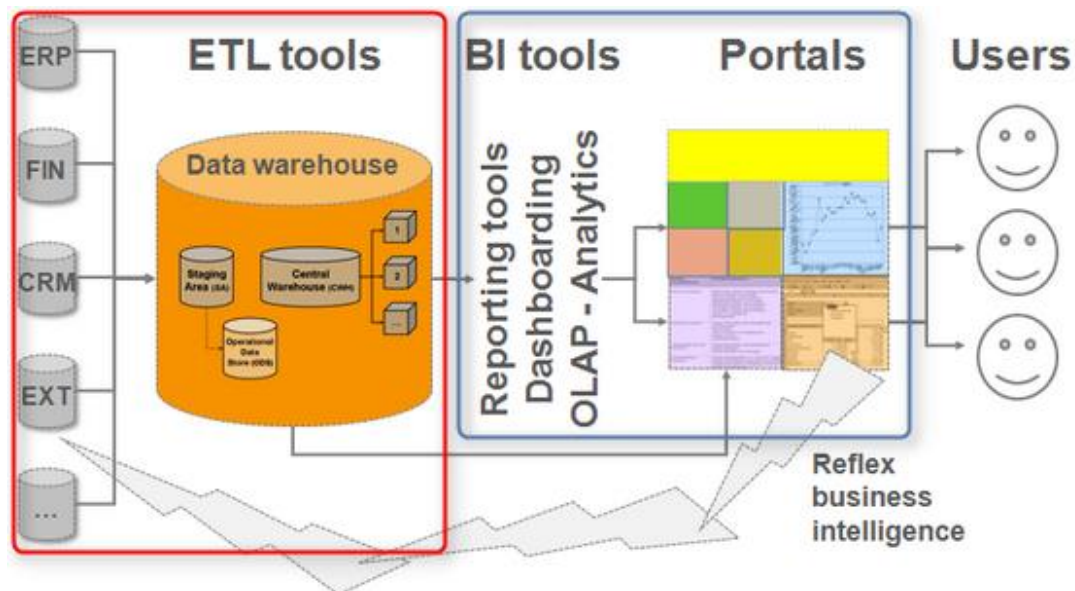 ERP
FIN
CRM
EXT
...
ETL tools
Data warehouse
Staging
Area (SA)
Central
Warehouse (CWH)
Operational
Data
Store (ODS)
1
2
...
BI tools
Reporting tools
Dashboarding
OLAP - Analytics
Portals
Users
Reflex
business
intelligence